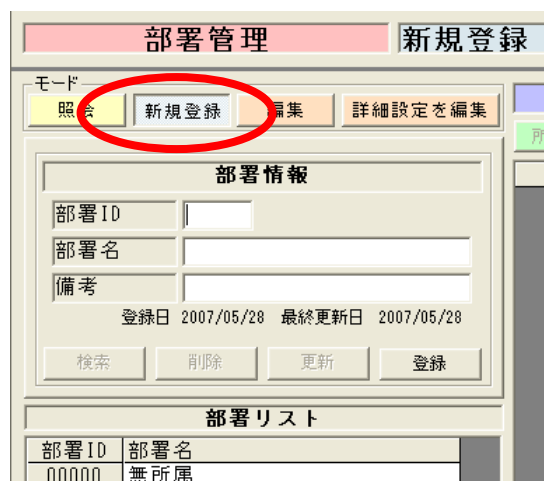 部署管理 新規登録
モード
照会 新規登録 編集 詳細設定を編集
所
部署情報
部署ID
部署名
備考
登録日 2007/05/28 最終更新日 2007/05/28
検索 削除 更新 登録
部署リスト
部署ID 部署名
00000 無所属